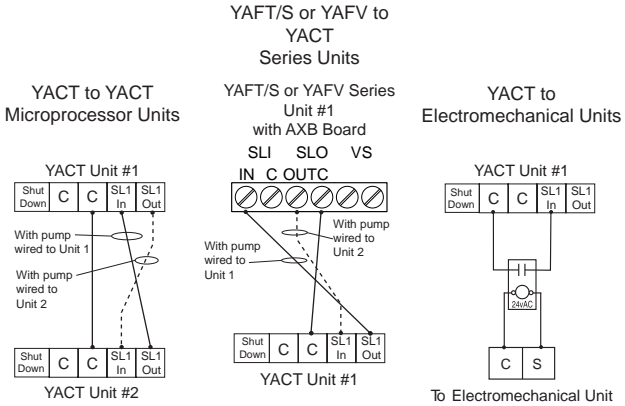 YAFT/S or YAFV to
YACT
Series Units
YACT to YACT
Microprocessor Units
YACT Unit #1
Shut Down C C SL1 In SL1 Out
With pump
wired to Unit 1
With pump
wired to
Unit 2
Shut Down C C SL1 In SL1 Out
YACT Unit #2
YAFT/S or YAFV Series
Unit #1
with AXB Board
SLI SLO VS
IN C OUTC
With pump
wired to
Unit 2
With pump
wired to
Unit 1
Shut Down C C SL1 In SL1 Out
YACT Unit #1
YACT to
Electromechanical Units
YACT Unit #1
Shut Down C C SL1 In SL1 Out
24vAC
C S
To Electromechanical Unit